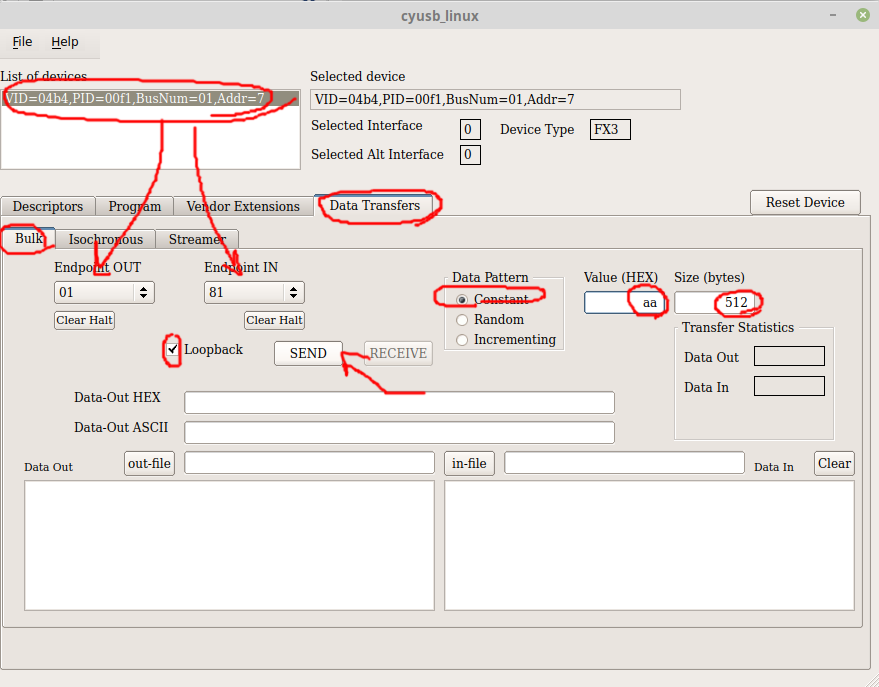 cyusb_linux
File Help
List of devices Selected device
VID=04b4,PID=00f1,BusNum=01,Addr=7 VID=04b4,PID=00f1,BusNum=01,Addr=7
Selected Interface 0 Device Type FX3
Selected Alt Interface 0
Descriptors Program Vendor Extensions Data Transfers Reset Device
Bulk Isochronous Streamer
Endpoint OUT Endpoint IN Data Pattern Value (HEX) Size (bytes)
01 81 Constant aa 512
Clear Halt Clear Halt Random Transfer Statistics
Incrementing
Loopback SEND RECEIVE Data Out
Data In
Data-Out HEX
Data-Out ASCII
Data Out out-file in-file Data In Clear